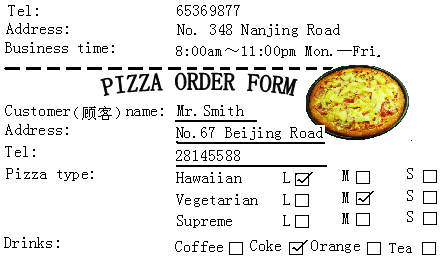 Tel: 65369877
Address: No. 348 Nanjing Road
Business time: 8:00am～11:00pm Mon.—Fri.
PIZZA ORDER FORM
Customer(顾客)name: Mr.Smith
Address: No.67 Beijing Road
Tel: 28145588
Pizza type: Hawaiian L☑ M☐ S☐
Vegetarian L☐ M☑ S☐
Supreme L☐ M☐ S☐
Drinks: Coffee☐ Coke☑ Orange☐ Tea☐